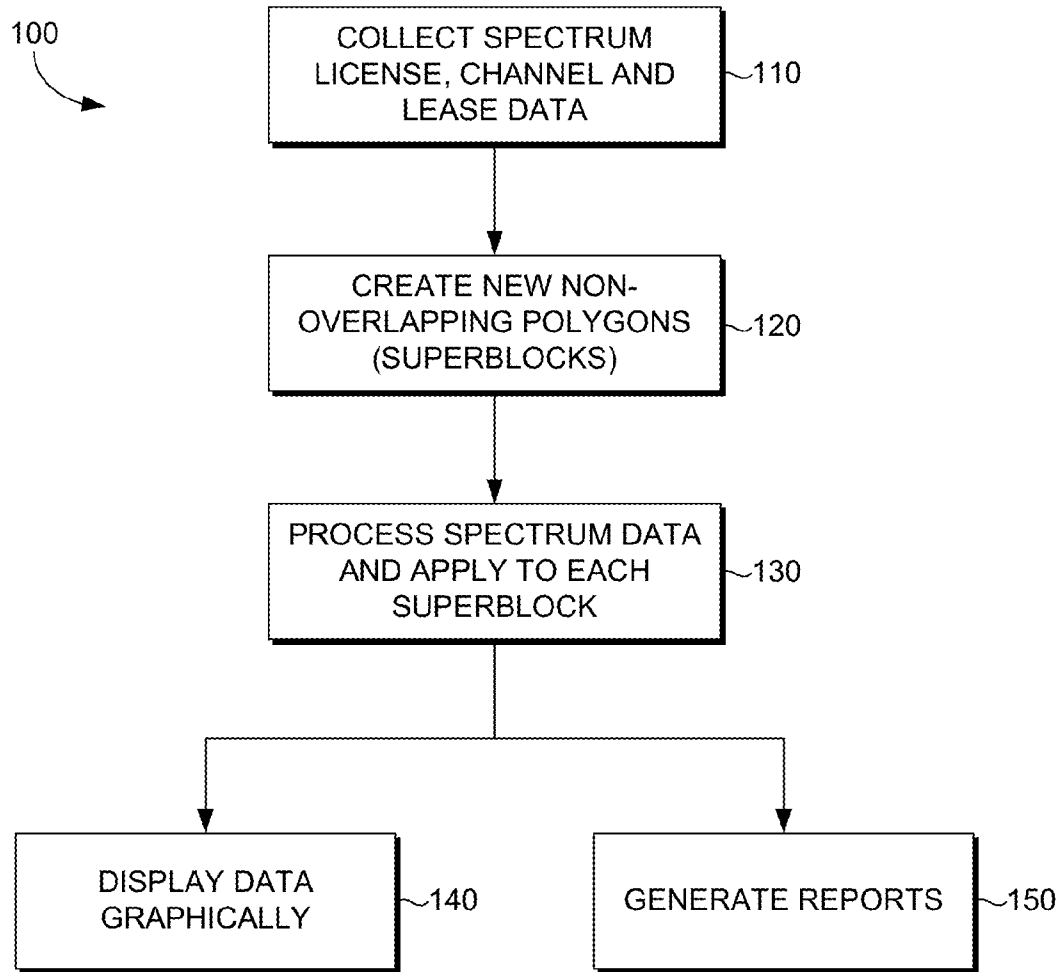 100
COLLECT SPECTRUM
LICENSE, CHANNEL AND
LEASE DATA
110
CREATE NEW NON-
OVERLAPPING POLYGONS
(SUPERBLOCKS)
120
PROCESS SPECTRUM DATA
AND APPLY TO EACH
SUPERBLOCK
130
DISPLAY DATA
GRAPHICALLY
140
GENERATE REPORTS
150